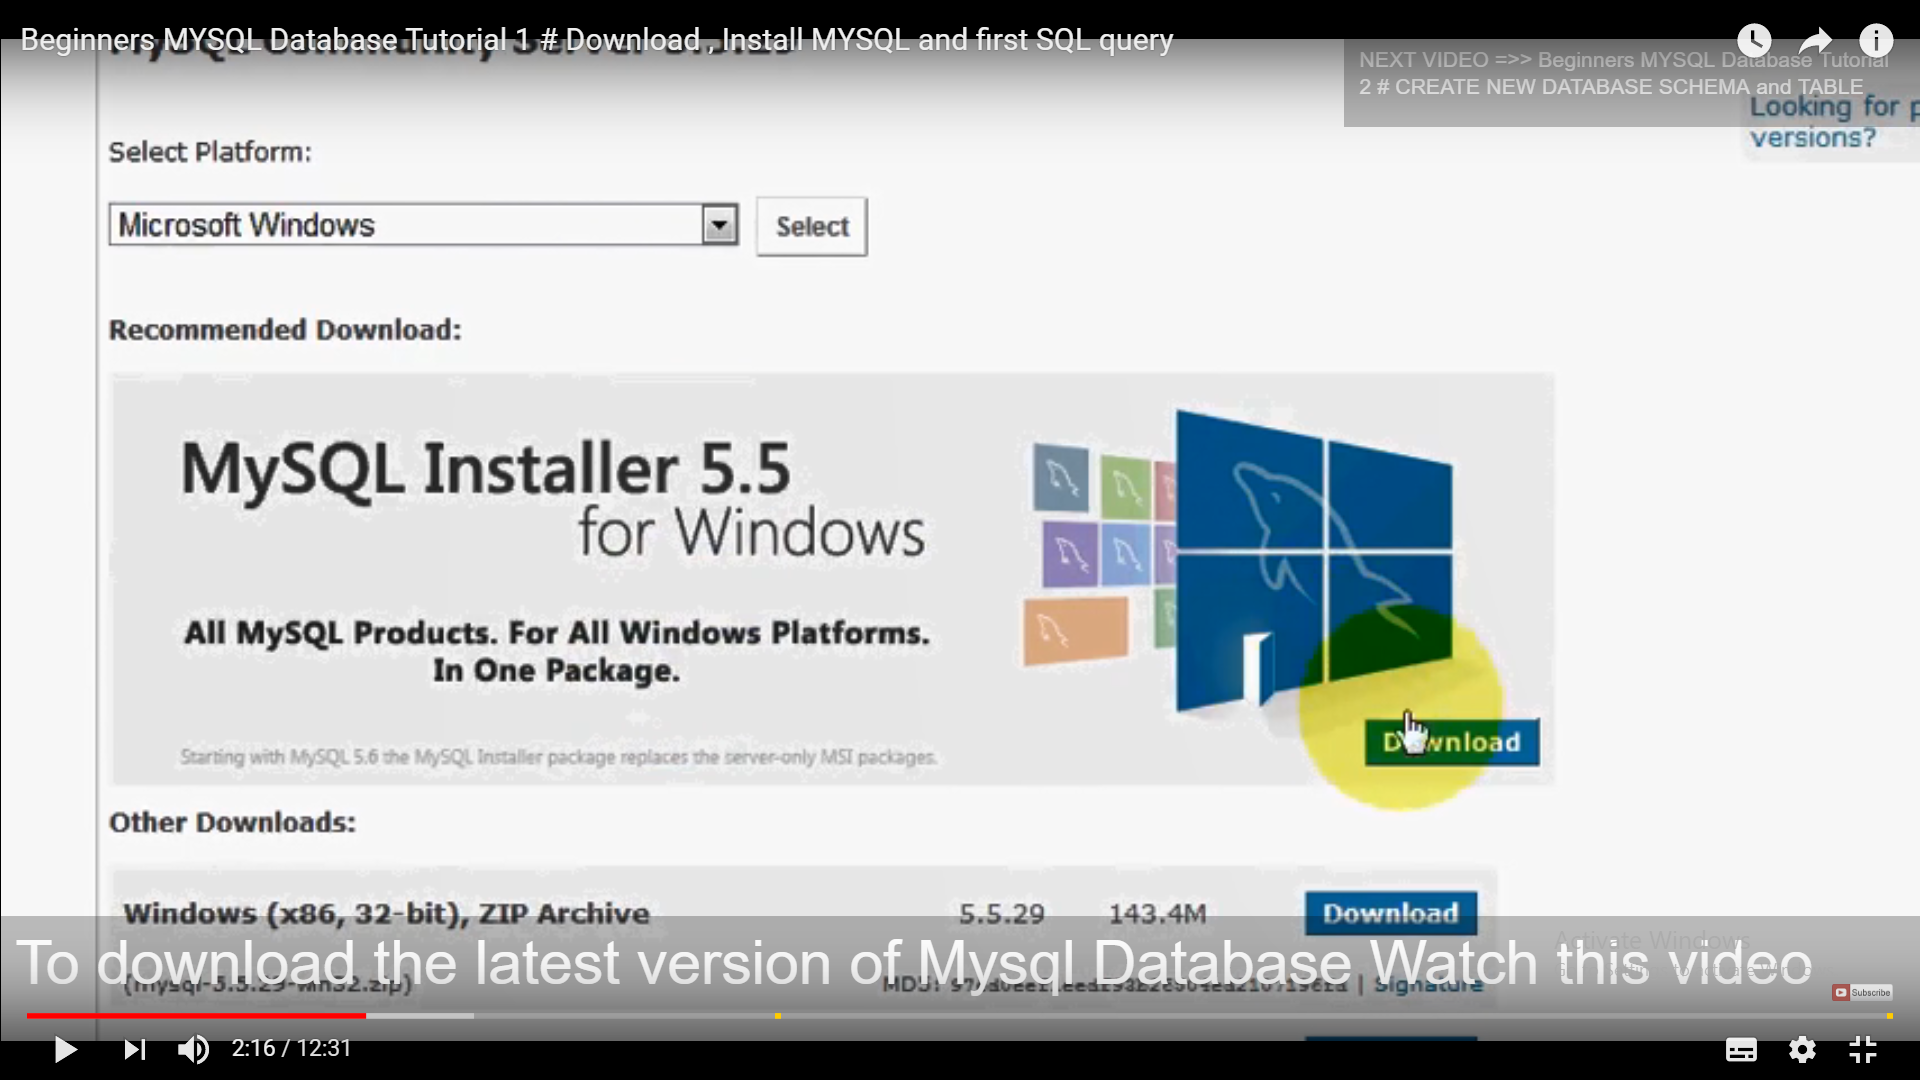 Beginners MYSQL Database Tutorial 1 # Download , Install MYSQL and first SQL query
NEXT VIDEO =>> Beginners MYSQL Database Tutorial
2 # CREATE NEW DATABASE SCHEMA and TABLE
Looking for p
versions?
Select Platform:
Microsoft Windows
Select
Recommended Download:
MySQL Installer 5.5
for Windows
All MySQL Products. For All Windows Platforms.
In One Package.
Starting with MySQL 5.6 the MySQL Installer package replaces the server-only MSI packages.
Download
Other Downloads:
Windows (x86, 32-bit), ZIP Archive 5.5.29 143.4M Download
Activate Windows
To download the latest version of Mysql Database Watch this video
(mysql-5.5.29-win32.zip) MD5: | Signature
Subscribe
2:16 / 12:31